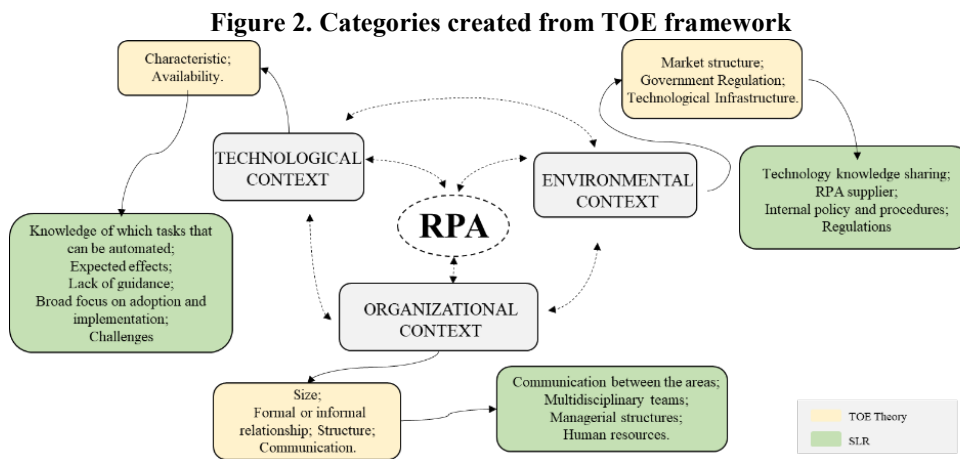 Figure 2. Categories created from TOE framework
Characteristic;
Availability.
Market structure;
Government Regulation;
Technological Infrastructure.
TECHNOLOGICAL
CONTEXT
ENVIRONMENTAL
CONTEXT
Technology knowledge sharing;
RPA supplier;
Internal policy and procedures;
Regulations
RPA
Knowledge of which tasks that
can be automated;
Expected effects;
Lack of guidance;
Broad focus on adoption and
implementation;
Challenges
ORGANIZATIONAL
CONTEXT
Size;
Formal or informal
relationship; Structure;
Communication.
Communication between the areas;
Multidisciplinary teams;
Managerial structures;
Human resources.
TOE Theory
SLR